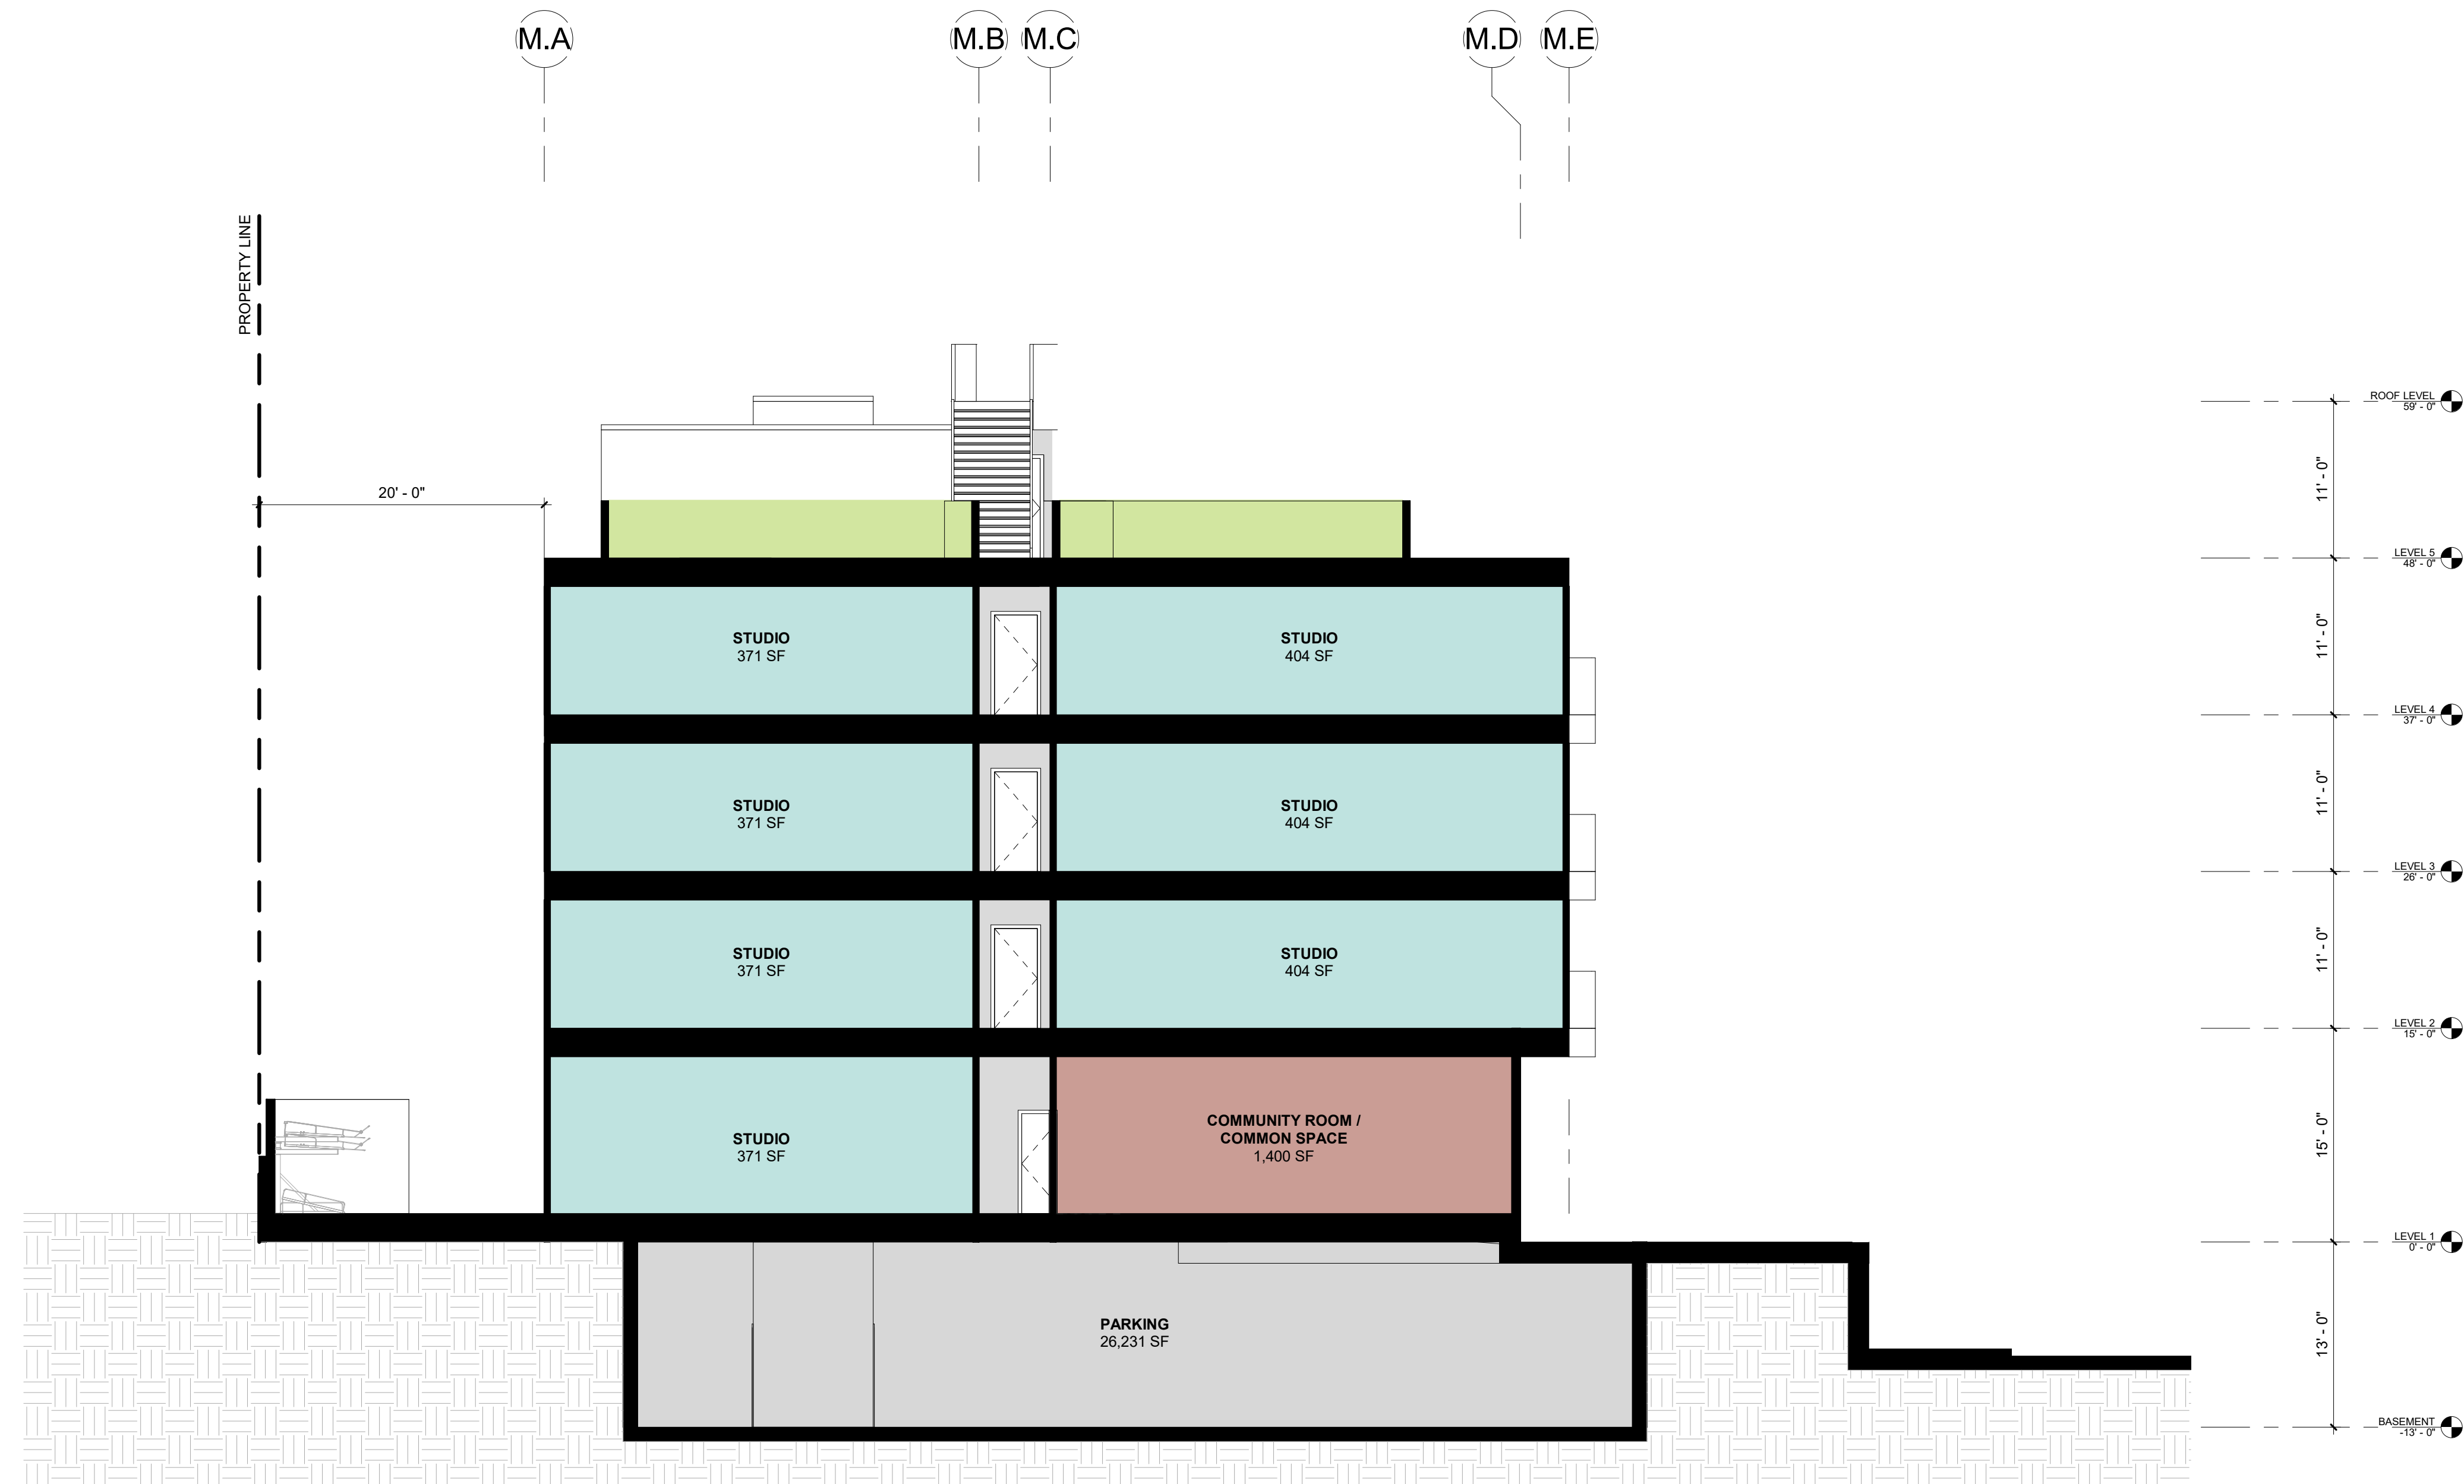 M.A
M.B
M.C
M.D
M.E
PROPERTY LINE
20' - 0"
ROOF LEVEL
59' - 0"
11' - 0"
LEVEL 5
48' - 0"
STUDIO
371 SF
STUDIO
404 SF
11' - 0"
LEVEL 4
37' - 0"
STUDIO
371 SF
STUDIO
404 SF
11' - 0"
LEVEL 3
26' - 0"
STUDIO
371 SF
STUDIO
404 SF
11' - 0"
LEVEL 2
15' - 0"
STUDIO
371 SF
COMMUNITY ROOM /
COMMON SPACE
1,400 SF
15' - 0"
LEVEL 1
0' - 0"
PARKING
26,231 SF
13' - 0"
BASEMENT
-13' - 0"